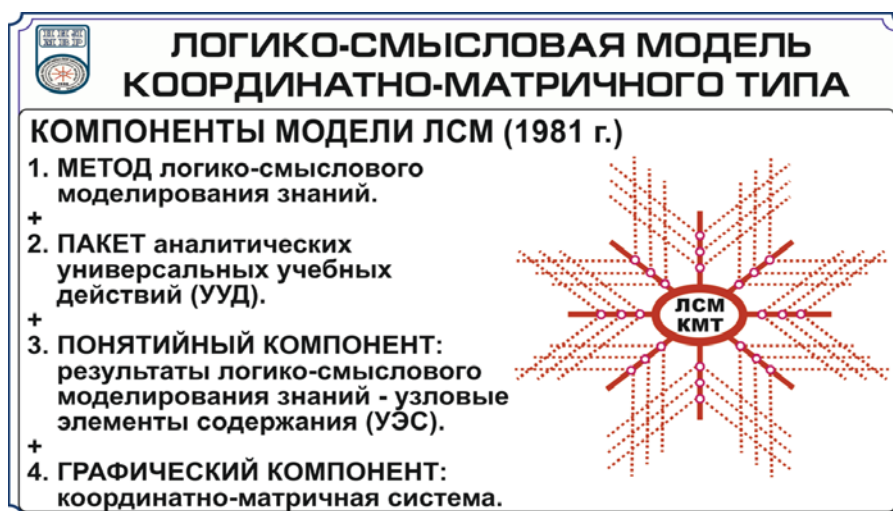 ННЛ
МВР
ЛОГИКО-СМЫСЛОВАЯ МОДЕЛЬ
КООРДИНАТНО-МАТРИЧНОГО ТИПА
КОМПОНЕНТЫ МОДЕЛИ ЛСМ (1981 г.)
1. МЕТОД логико-смыслового
моделирования знаний.
+
2. ПАКЕТ аналитических
универсальных учебных
действий (УУД).
+
3. ПОНЯТИЙНЫЙ КОМПОНЕНТ:
результаты логико-смыслового
моделирования знаний - узловые
элементы содержания (УЭС).
+
4. ГРАФИЧЕСКИЙ КОМПОНЕНТ:
координатно-матричная система.
ЛСМ
КМТ